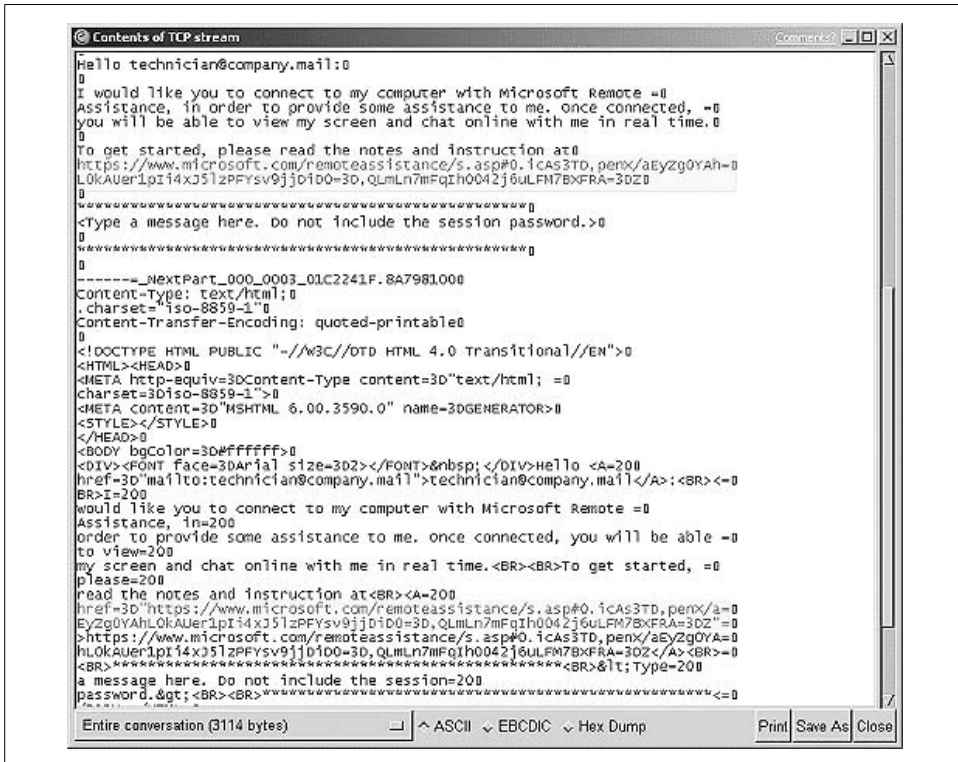 Contents of TCP stream
Comments?
Hello technician@company.mail:▯
▯
I would like you to connect to my computer with Microsoft Remote =▯
Assistance, in order to provide some assistance to me. Once connected, =▯
you will be able to view my screen and chat online with me in real time.▯
▯
To get started, please read the notes and instruction at▯
https://www.microsoft.com/remoteassistance/s.asp#0.icAs3TD,penX/aEyZg0YAh=▯
L0kAUer1pIi4xJ5lzPFYsv9jjDiD0=3D,QLmLn7mFqIh0042j6uLFM7BXFRA=3DZ▯
▯
****************************************************▯
<Type a message here. Do not include the session password.>▯
▯
****************************************************▯
▯
------=_NextPart_000_0003_01C2241F.8A798100▯
Content-Type: text/html;▯
.charset="iso-8859-1"▯
Content-Transfer-Encoding: quoted-printable▯
▯
<!DOCTYPE HTML PUBLIC "-//W3C//DTD HTML 4.0 Transitional//EN">▯
<HTML><HEAD>▯
<META http-equiv=3DContent-Type content=3D"text/html; =▯
charset=3Diso-8859-1">▯
<META content=3D"MSHTML 6.00.3590.0" name=3DGENERATOR>▯
<STYLE></STYLE>▯
</HEAD>▯
<BODY bgColor=3D#ffffff>▯
<DIV><FONT face=3DArial size=3D2></FONT>&nbsp;</DIV>Hello <A=20▯
href=3D"mailto:technician@company.mail">technician@company.mail</A>:<BR><=▯
BR>I=20▯
would like you to connect to my computer with Microsoft Remote =▯
Assistance, in=20▯
order to provide some assistance to me. Once connected, you will be able =▯
to view=20▯
my screen and chat online with me in real time.<BR><BR>To get started, =▯
please=20▯
read the notes and instruction at<BR><A=20▯
href=3D"https://www.microsoft.com/remoteassistance/s.asp#0.icAs3TD,penX/a=▯
EyZg0YAhL0kAUer1pIi4xJ5lzPFYsv9jjDiD0=3D,QLmLn7mFqIh0042j6uLFM7BXFRA=3DZ"=▯
>https://www.microsoft.com/remoteassistance/s.asp#0.icAs3TD,penX/aEyZg0YA=▯
hL0kAUer1pIi4xJ5lzPFYsv9jjDiD0=3D,QLmLn7mFqIh0042j6uLFM7BXFRA=3DZ</A><BR>=▯
<BR>****************************************************<BR>&lt;Type=20▯
a message here. Do not include the session=20▯
password.&gt;<BR><BR>****************************************************<=▯
Entire conversation (3114 bytes)
ASCII
EBCDIC
Hex Dump
Print
Save As
Close